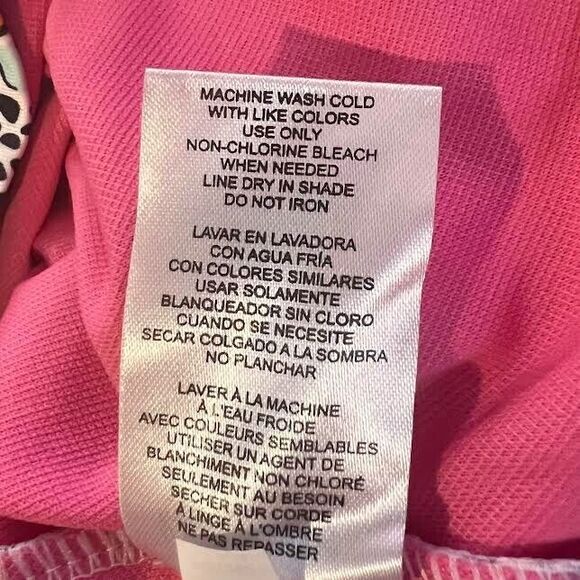 MACHINE WASH COLD
WITH LIKE COLORS
USE ONLY
NON-CHLORINE BLEACH
WHEN NEEDED
LINE DRY IN SHADE
DO NOT IRON
LAVAR EN LAVADORA
CON AGUA FRÍA
CON COLORES SIMILARES
USAR SOLAMENTE
BLANQUEADOR SIN CLORO
CUANDO SE NECESITE
SECAR COLGADO A LA SOMBRA
NO PLANCHAR
LAVER À LA MACHINE
À L'EAU FROIDE
AVEC COULEURS SEMBLABLES
UTILISER UN AGENT DE
BLANCHIMENT NON CHLORÉ
SEULEMENT AU BESOIN
SECHER SUR CORDE
À LINGE À L'OMBRE
NE PAS REPASSER